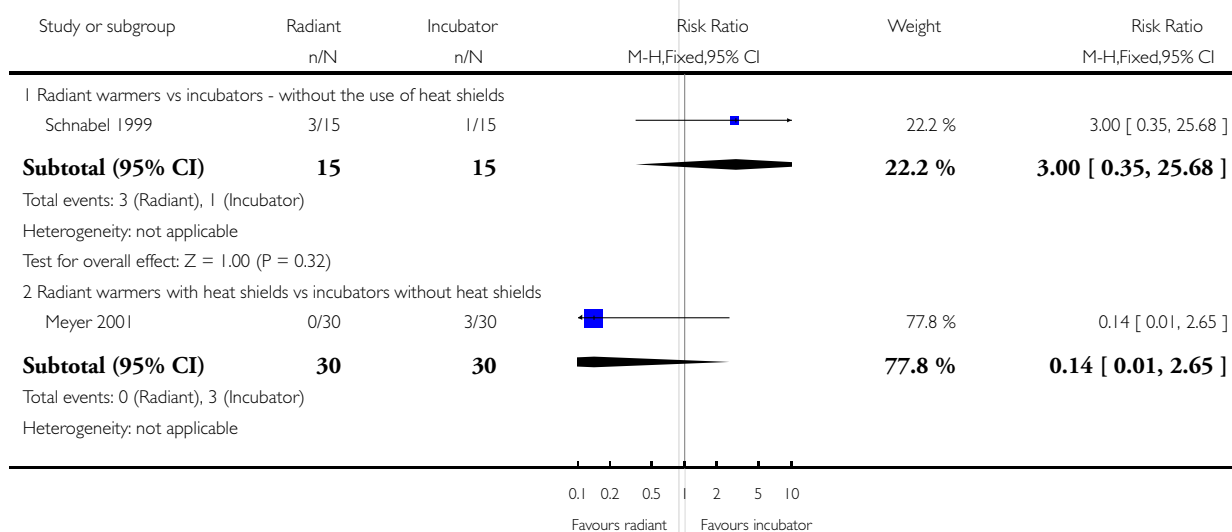 Study or subgroup Radiant Incubator Risk Ratio Weight Risk Ratio
n/N n/N M-H,Fixed,95% CI M-H,Fixed,95% CI
1 Radiant warmers vs incubators - without the use of heat shields
Schnabel 1999 3/15 1/15 22.2 % 3.00 [ 0.35, 25.68 ]
Subtotal (95% CI) 15 15 22.2 % 3.00 [ 0.35, 25.68 ]
Total events: 3 (Radiant), 1 (Incubator)
Heterogeneity: not applicable
Test for overall effect: Z = 1.00 (P = 0.32)
2 Radiant warmers with heat shields vs incubators without heat shields
Meyer 2001 0/30 3/30 77.8 % 0.14 [ 0.01, 2.65 ]
Subtotal (95% CI) 30 30 77.8 % 0.14 [ 0.01, 2.65 ]
Total events: 0 (Radiant), 3 (Incubator)
Heterogeneity: not applicable
0.1 0.2 0.5 1 2 5 10
Favours radiant Favours incubator